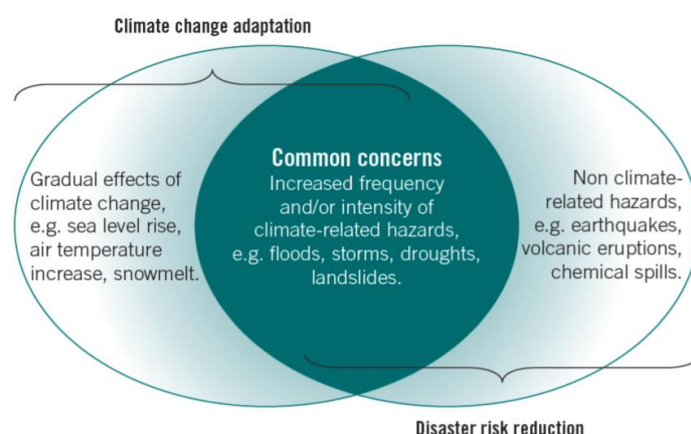 Climate change adaptation
Common concerns
Increased frequency
and/or intensity of
climate-related hazards,
e.g. floods, storms, droughts,
landslides.
Gradual effects of
climate change,
e.g. sea level rise,
air temperature
increase, snowmelt.
Non climate-
related hazards,
e.g. earthquakes,
volcanic eruptions,
chemical spills.
Disaster risk reduction